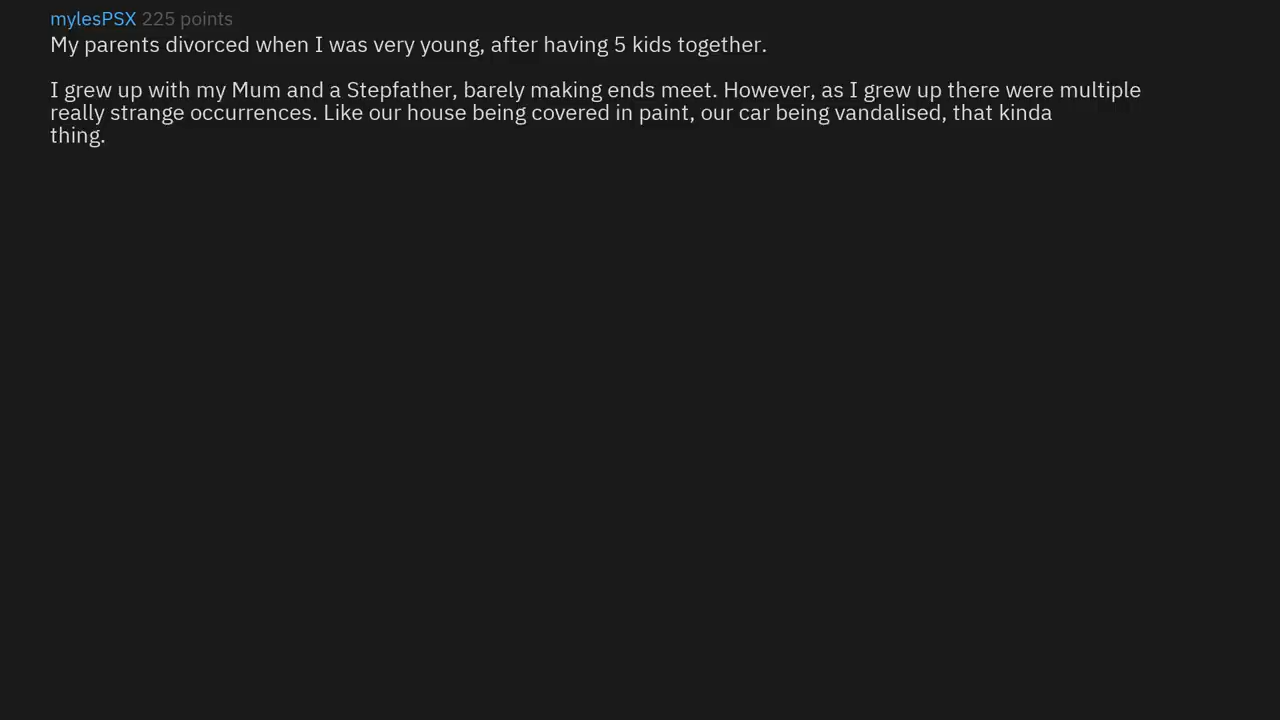 mylesPSX 225 points
My parents divorced when I was very young, after having 5 kids together.
I grew up with my Mum and a Stepfather, barely making ends meet. However, as I grew up there were multiple
really strange occurrences. Like our house being covered in paint, our car being vandalised, that kinda
thing.